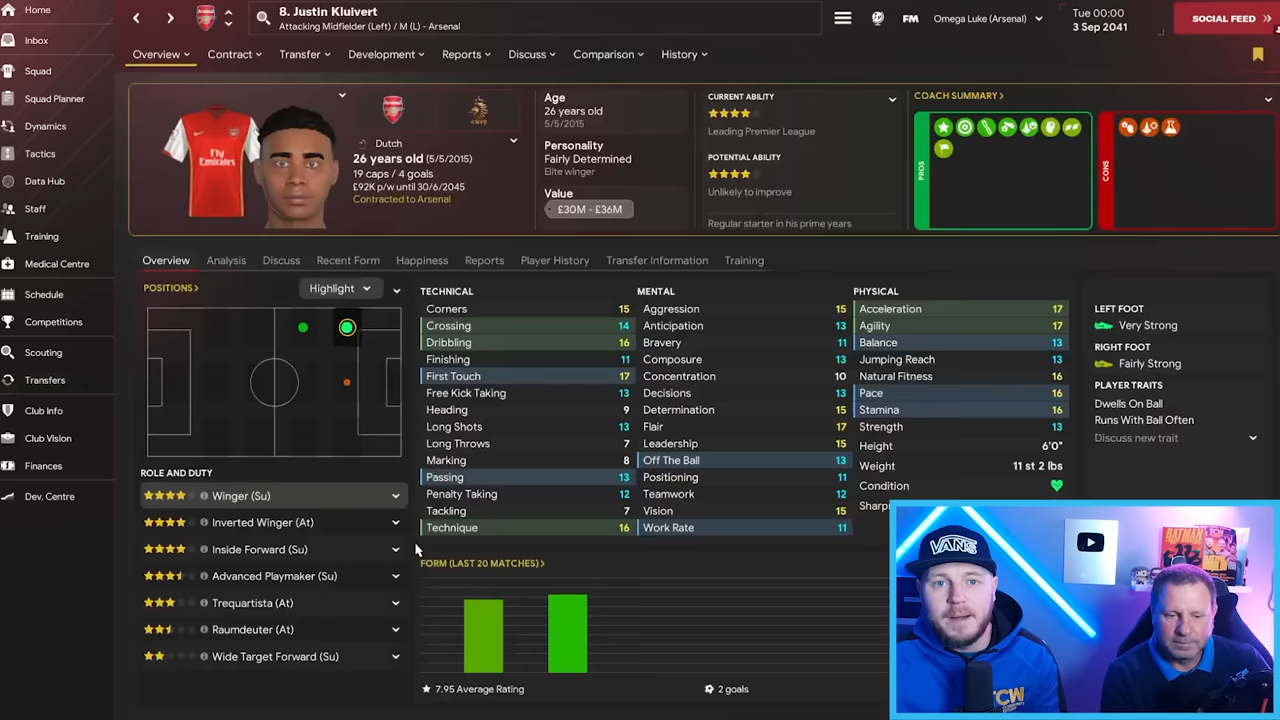 Home
Inbox
Squad
Squad Planner
Dynamics
Tactics
Data Hub
Staff
Training
Medical Centre
Schedule
Competitions
Scouting
Transfers
Club Info
Club Vision
Finances
Dev. Centre
8. Justin Kluivert
Attacking Midfielder (Left) / M (L) - Arsenal
FM
Omega Luke (Arsenal)
Tue 00:00
3 Sep 2041
SOCIAL FEED
Overview
Contract
Transfer
Development
Reports
Discuss
Comparison
History
Fly Emirates
Arsenal
KNVB
Dutch
26 years old (5/5/2015)
19 caps / 4 goals
£92K p/w until 30/6/2045
Contracted to Arsenal
Age
26 years old
5/5/2015
Personality
Fairly Determined
Elite winger
Value
£30M - £36M
CURRENT ABILITY
Leading Premier League
POTENTIAL ABILITY
Unlikely to improve
Regular starter in his prime years
COACH SUMMARY
PROS
CONS
Overview
Analysis
Discuss
Recent Form
Happiness
Reports
Player History
Transfer Information
Training
POSITIONS
Highlight
ROLE AND DUTY
Winger (Su)
Inverted Winger (At)
Inside Forward (Su)
Advanced Playmaker (Su)
Trequartista (At)
Raumdeuter (At)
Wide Target Forward (Su)
TECHNICAL
Corners 15
Crossing 14
Dribbling 16
Finishing 11
First Touch 17
Free Kick Taking 13
Heading 9
Long Shots 13
Long Throws 7
Marking 8
Passing 13
Penalty Taking 12
Tackling 7
Technique 16
MENTAL
Aggression 15
Anticipation 13
Bravery 11
Composure 13
Concentration 10
Decisions 13
Determination 15
Flair 17
Leadership 15
Off The Ball 13
Positioning 11
Teamwork 12
Vision 15
Work Rate 11
PHYSICAL
Acceleration 17
Agility 17
Balance 13
Jumping Reach 13
Natural Fitness 16
Pace 16
Stamina 16
Strength 13
Height 6'0"
Weight 11 st 2 lbs
Condition
Sharp
LEFT FOOT
Very Strong
RIGHT FOOT
Fairly Strong
PLAYER TRAITS
Dwells On Ball
Runs With Ball Often
Discuss new trait
FORM (LAST 20 MATCHES)
7.95 Average Rating
2 goals
VANS
BATMAN